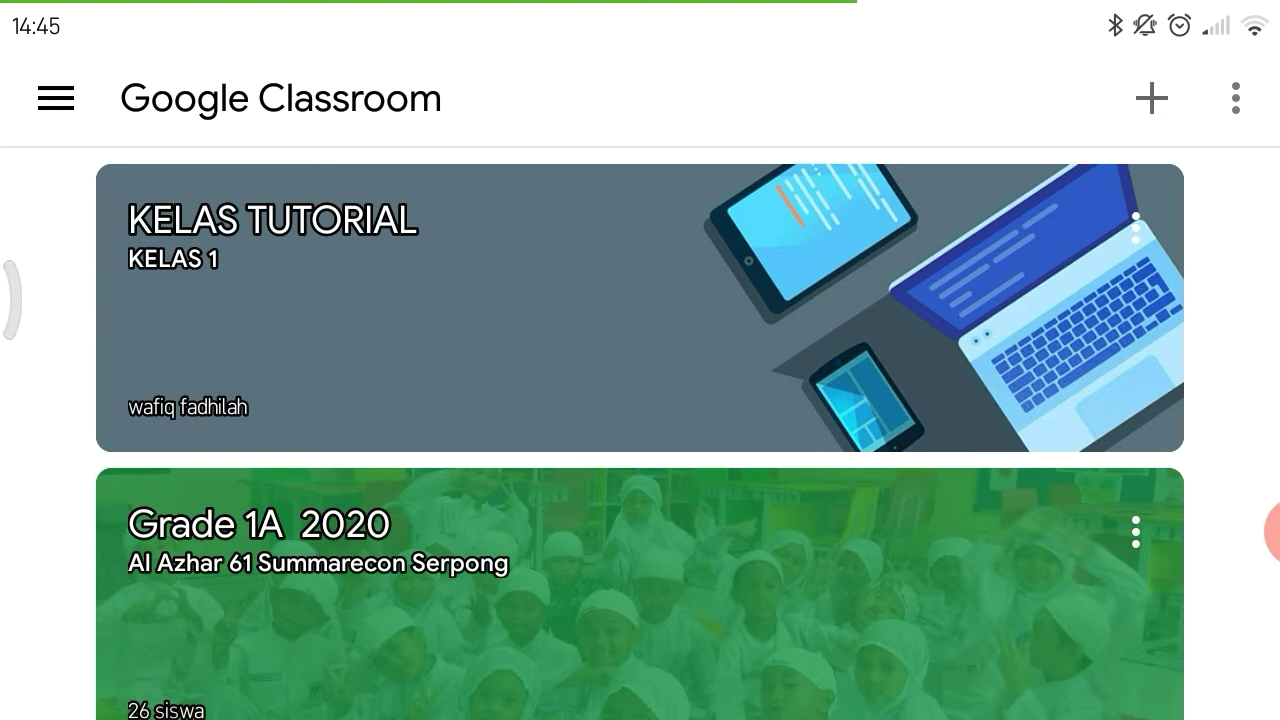 14:45
Google Classroom
KELAS TUTORIAL
KELAS 1
wafiq fadhilah
Grade 1A 2020
Al Azhar 61 Summarecon Serpong
26 siswa